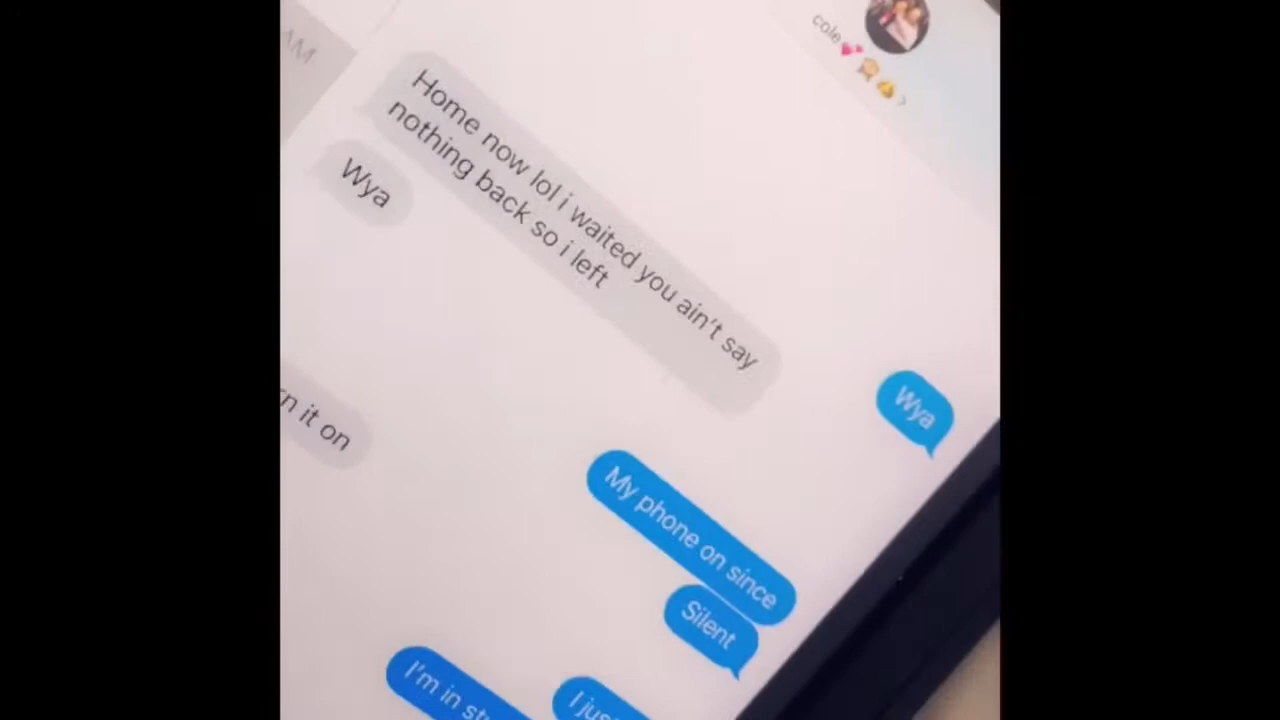 AM
cole
Home now lol i waited you ain't say
nothing back so i left
Wya
Wya
My phone on since
Silent
it on
I'm in
I